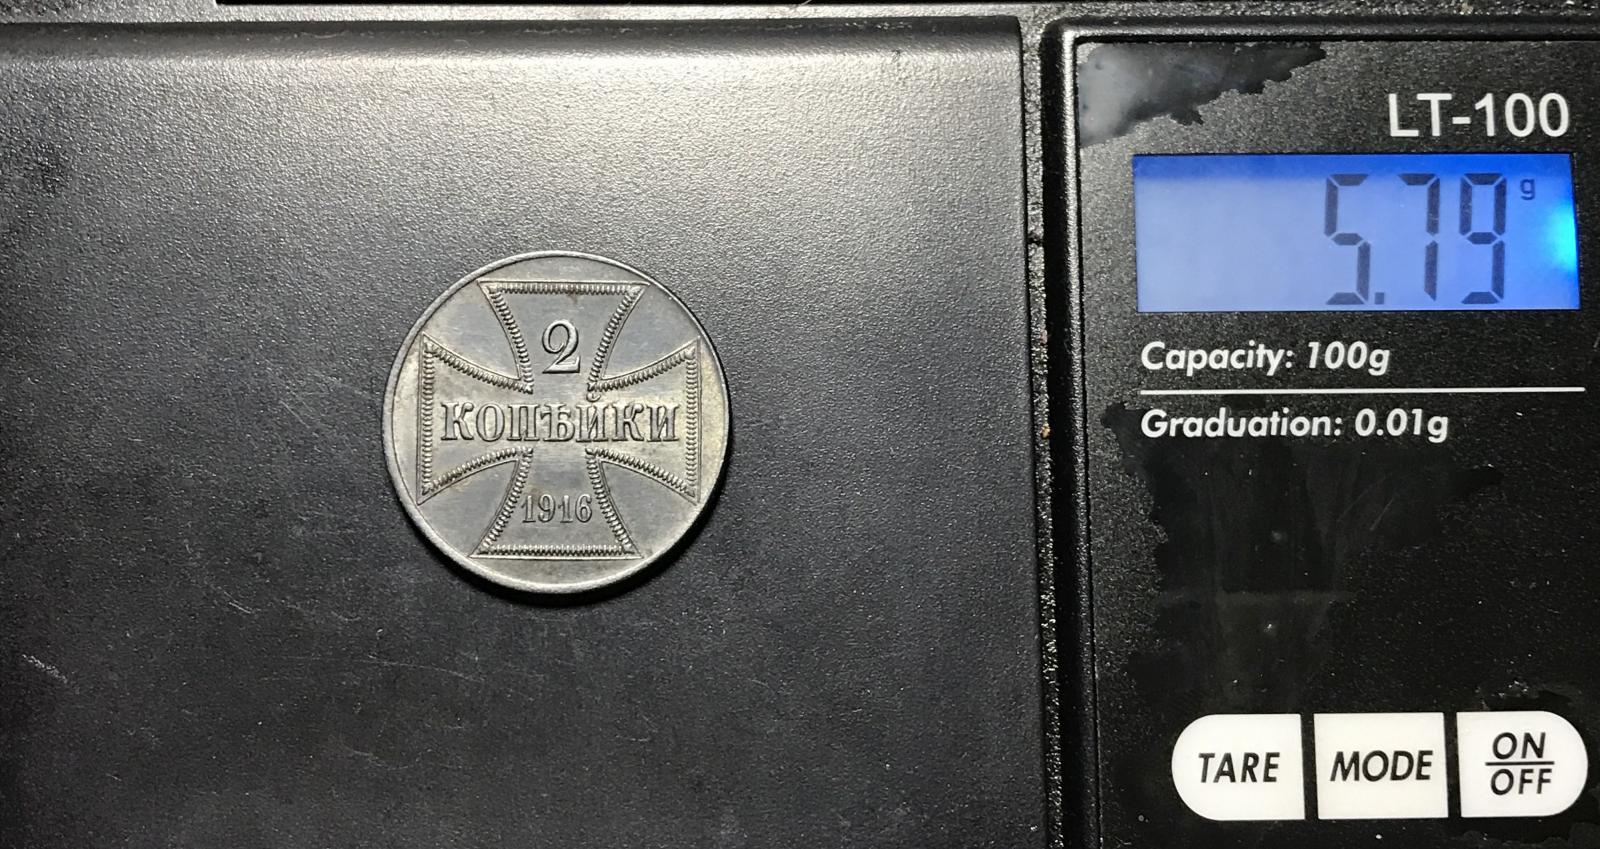 2
КОПѢЙКИ
1916
LT-100
5.79 g
Capacity: 100g
Graduation: 0.01g
TARE
MODE
ON
OFF